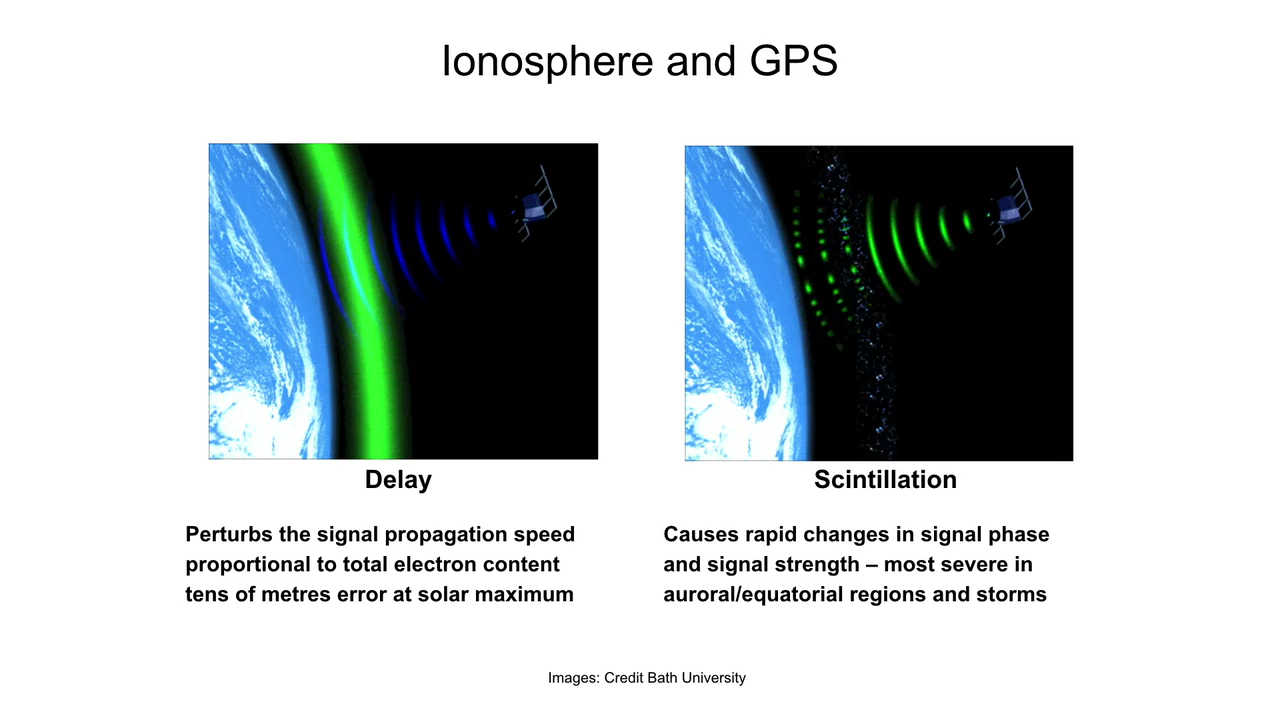 Ionosphere and GPS
Delay
Perturbs the signal propagation speed
proportional to total electron content
tens of metres error at solar maximum
Scintillation
Causes rapid changes in signal phase
and signal strength – most severe in
auroral/equatorial regions and storms
Images: Credit Bath University